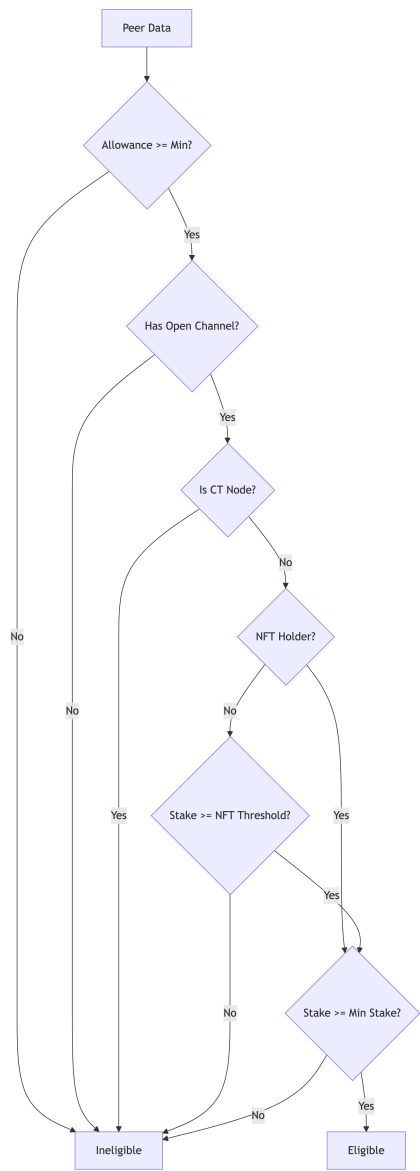 Peer Data
Allowance >= Min?
Yes
Has Open Channel?
Yes
Is CT Node?
No
NFT Holder?
No
No
No
Stake >= NFT Threshold?
Yes
Yes
Yes
Stake >= Min Stake?
No
No
Yes
Ineligible
Eligible